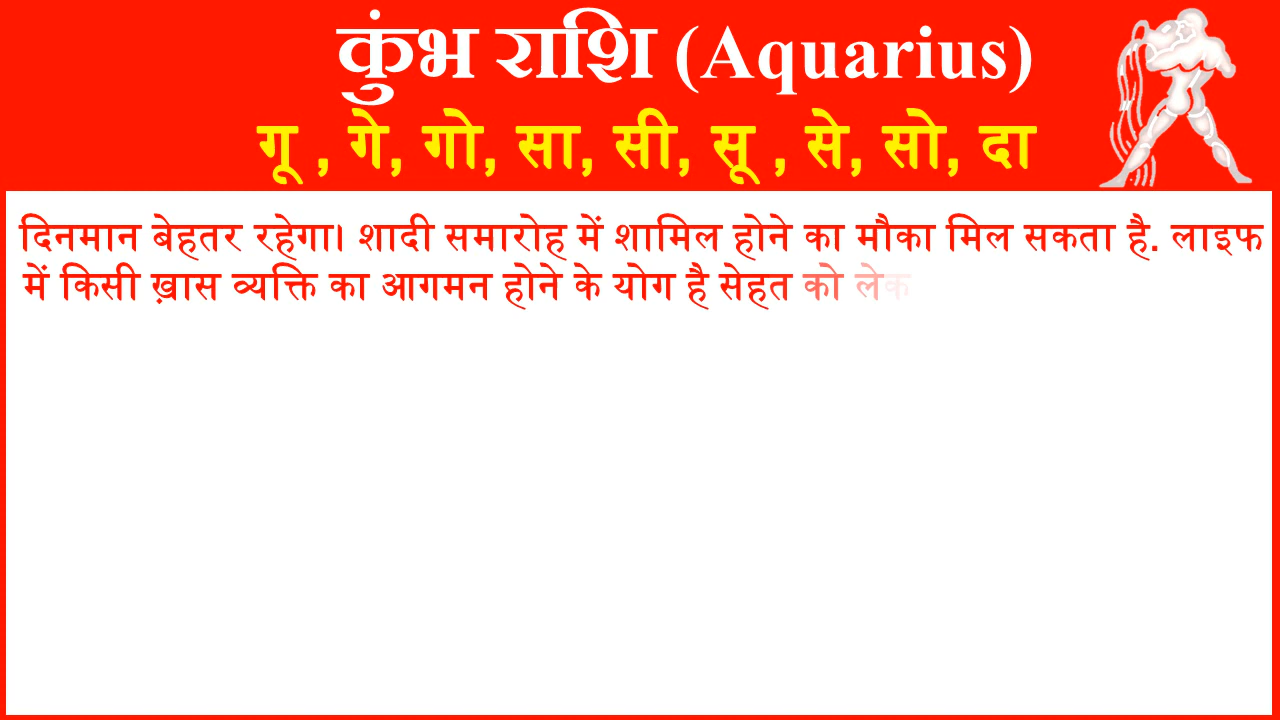 कुंभ राशि (Aquarius)
गू , गे, गो, सा, सी, सू , से, सो, दा
दिनमान बेहतर रहेगा। शादी समारोह में शामिल होने का मौका मिल सकता है. लाइफ
में किसी ख़ास व्यक्ति का आगमन होने के योग है सेहत को लेक